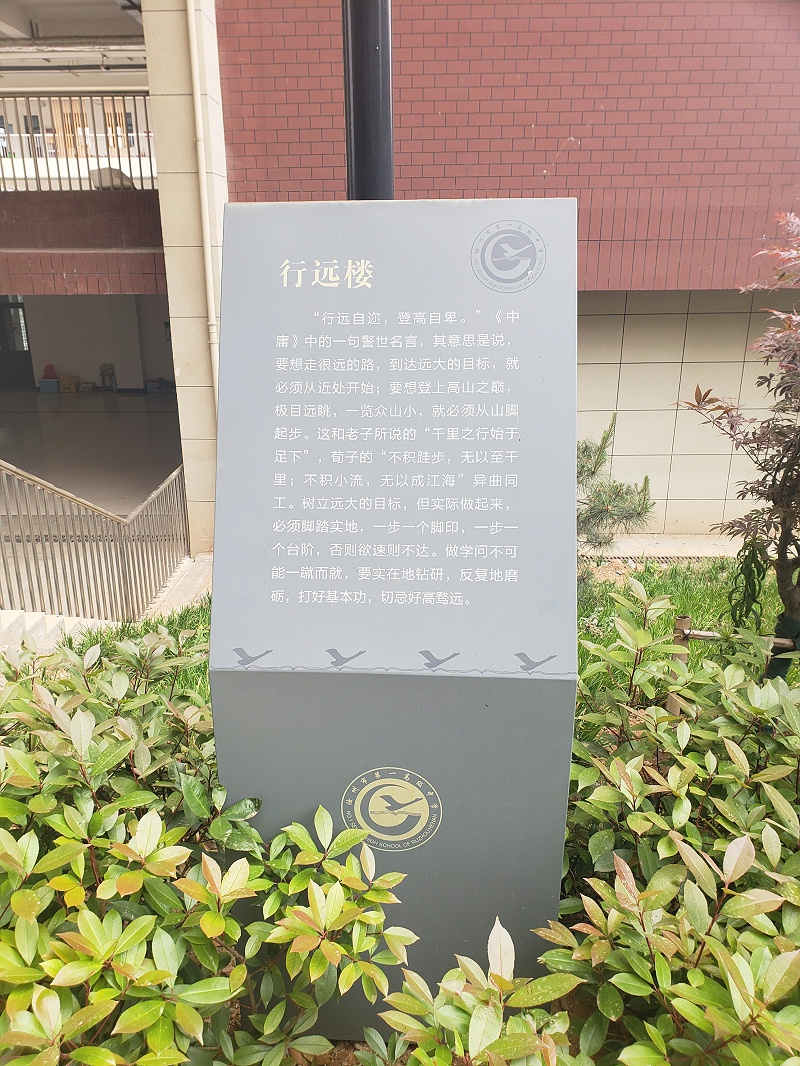 行远楼
“行远自迩，登高自卑。”《中
庸》中的一句警世名言，其意思是说，
要想走很远的路，到达远大的目标，就
必须从近处开始；要想登上高山之巅，
极目远眺，一览众山小，就必须从山脚
起步。这和老子所说的“千里之行始于
足下”，荀子的“不积跬步，无以至千
里；不积小流，无以成江海”异曲同
工。树立远大的目标，但实际做起来，
必须脚踏实地，一步一个脚印，一步一
个台阶，否则欲速则不达。做学问不可
能一蹴而就，要实在地钻研，反复地磨
砺，打好基本功，切忌好高骛远。
汝州市第一高级中学